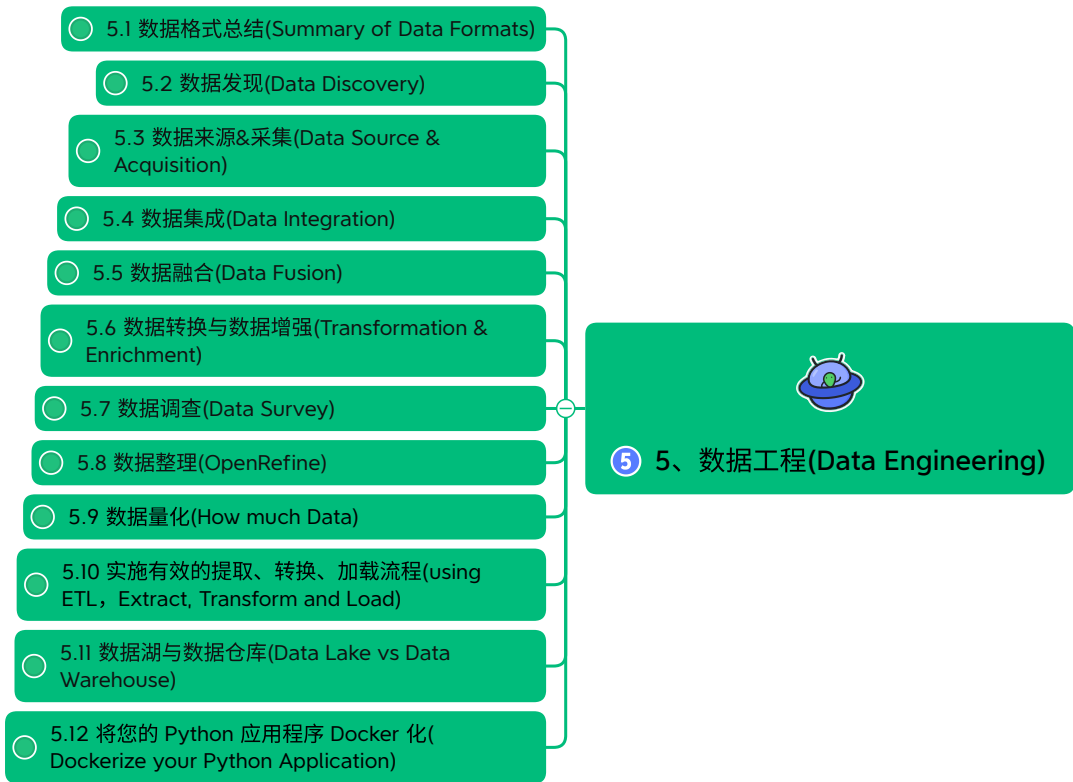 5.1 数据格式总结(Summary of Data Formats)
5.2 数据发现(Data Discovery)
5.3 数据来源&采集(Data Source &
Acquisition)
5.4 数据集成(Data Integration)
5.5 数据融合(Data Fusion)
5.6 数据转换与数据增强(Transformation &
Enrichment)
5.7 数据调查(Data Survey)
5.8 数据整理(OpenRefine)
5.9 数据量化(How much Data)
5.10 实施有效的提取、转换、加载流程(using
ETL，Extract, Transform and Load)
5.11 数据湖与数据仓库(Data Lake vs Data
Warehouse)
5.12 将您的 Python 应用程序 Docker 化(
Dockerize your Python Application)
5 5、数据工程(Data Engineering)